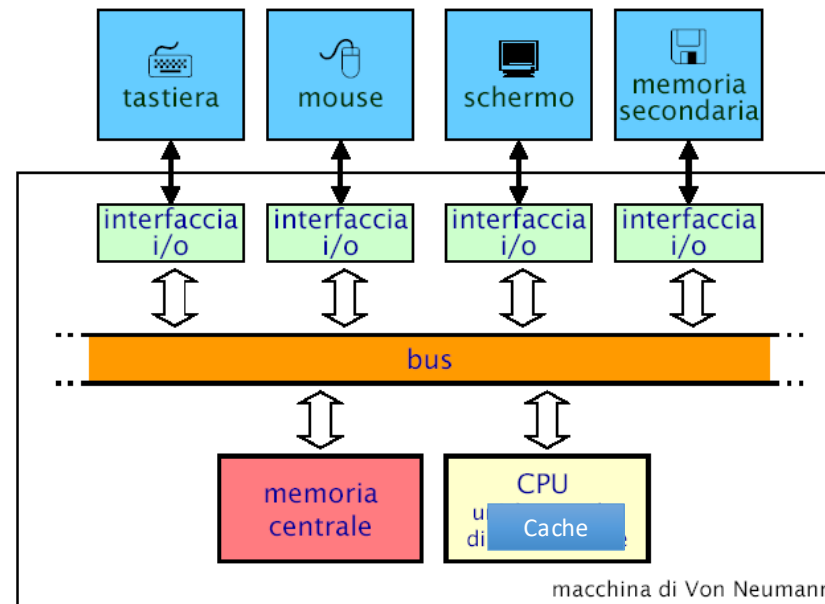 tastiera
mouse
schermo
memoria
secondaria
interfaccia
i/o
interfaccia
i/o
interfaccia
i/o
interfaccia
i/o
bus
memoria
centrale
CPU
Cache
macchina di Von Neumann